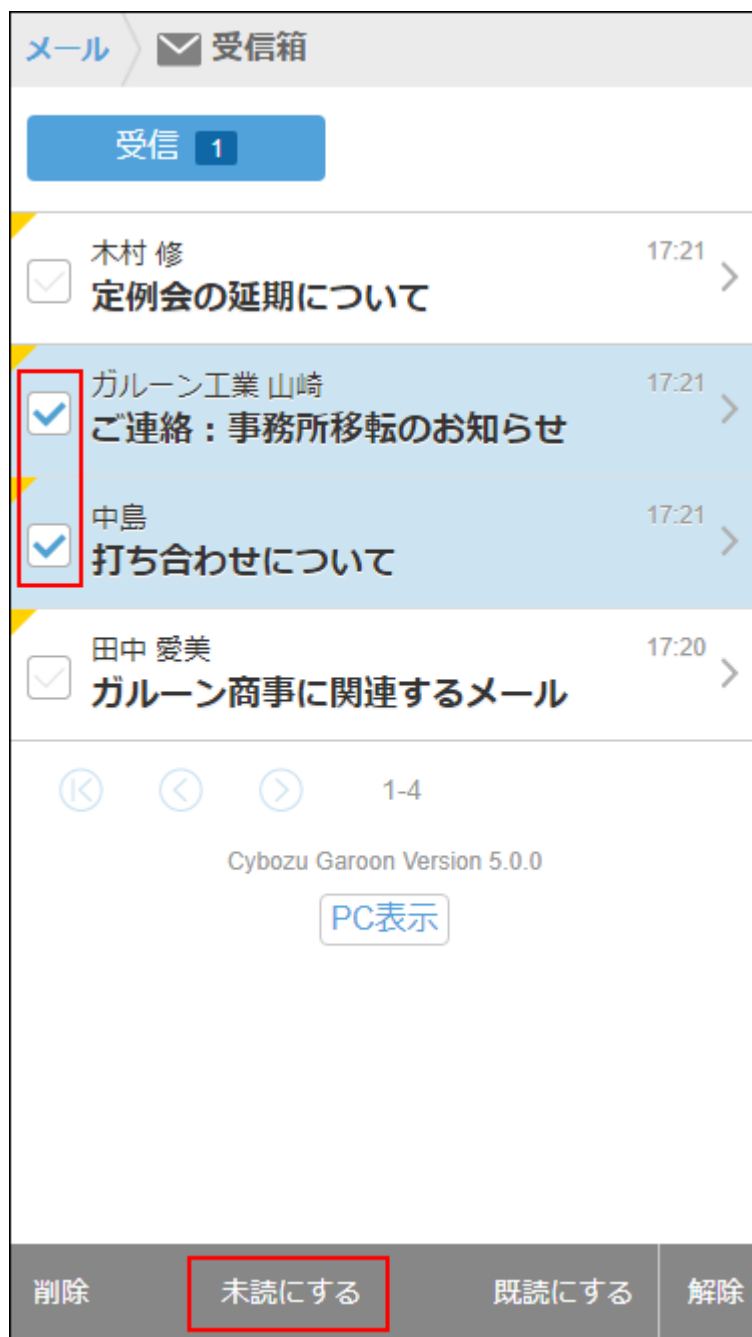 メール 受信箱
受信 1
木村 修 17:21
定例会の延期について
ガルーン工業 山崎 17:21
ご連絡：事務所移転のお知らせ
中島 17:21
打ち合わせについて
田中 愛美 17:20
ガルーン商事に関連するメール
1-4
Cybozu Garoon Version 5.0.0
PC表示
削除 未読にする 既読にする 解除